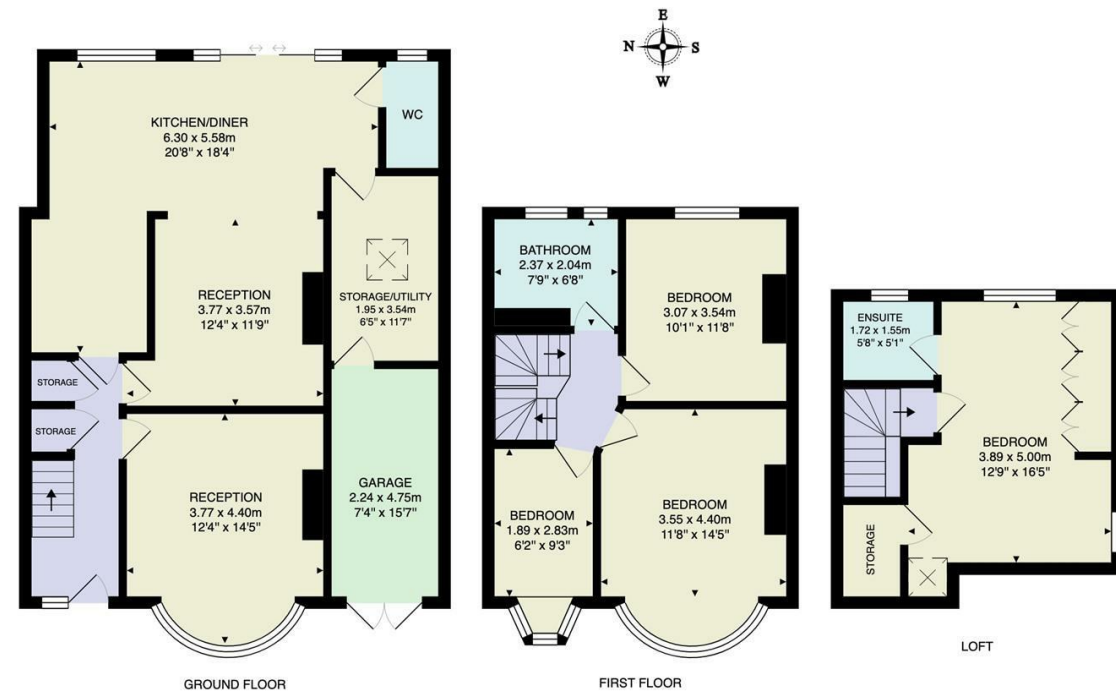 E
N
S
W
KITCHEN/DINER
6.30 x 5.58m
20'8" x 18'4"
WC
RECEPTION
3.77 x 3.57m
12'4" x 11'9"
STORAGE/UTILITY
1.95 x 3.54m
6'5" x 11'7"
STORAGE
STORAGE
RECEPTION
3.77 x 4.40m
12'4" x 14'5"
GARAGE
2.24 x 4.75m
7'4" x 15'7"
GROUND FLOOR
BATHROOM
2.37 x 2.04m
7'9" x 6'8"
BEDROOM
3.07 x 3.54m
10'1" x 11'8"
BEDROOM
1.89 x 2.83m
6'2" x 9'3"
BEDROOM
3.55 x 4.40m
11'8" x 14'5"
FIRST FLOOR
ENSUITE
1.72 x 1.55m
5'8" x 5'1"
BEDROOM
3.89 x 5.00m
12'9" x 16'5"
STORAGE
LOFT